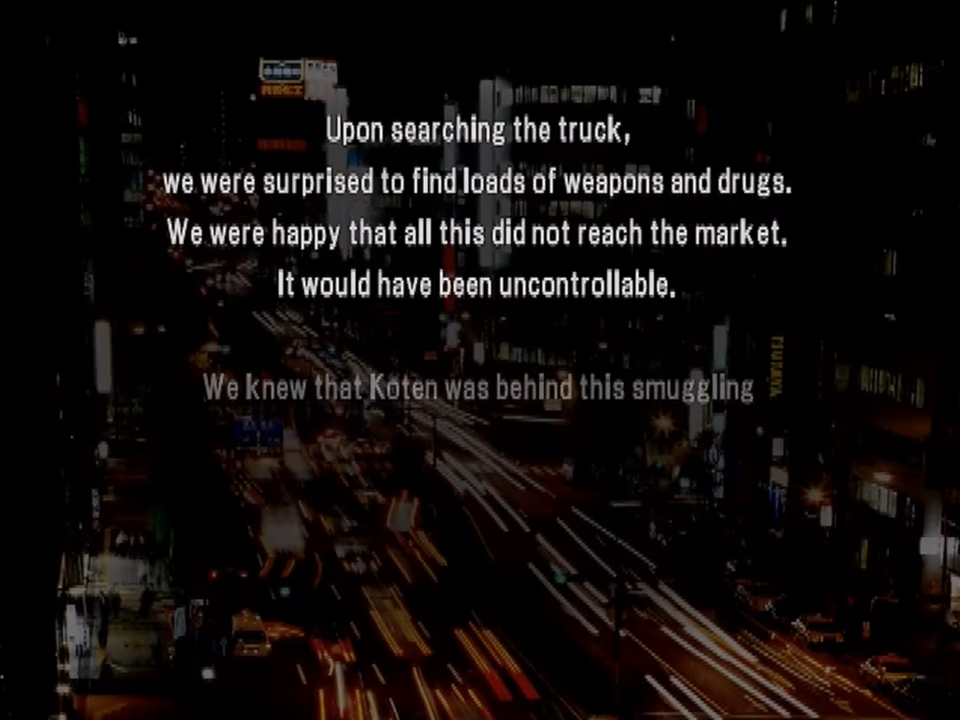 Upon searching the truck,
we were surprised to find loads of weapons and drugs.
We were happy that all this did not reach the market.
It would have been uncontrollable.
We knew that Koten was behind this smuggling
TSUTAYA